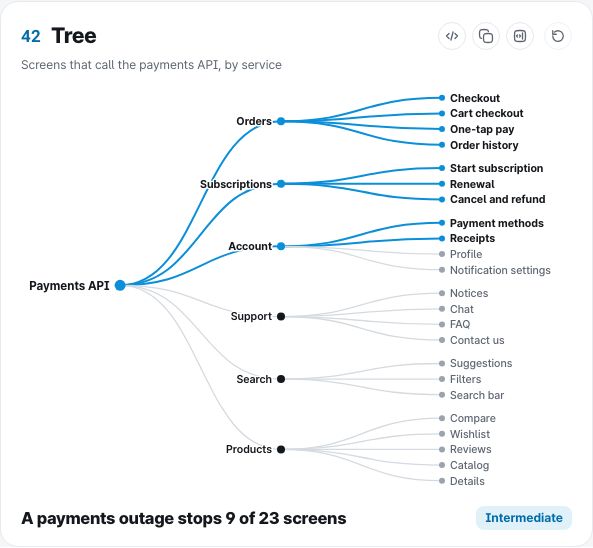 42 Tree
Screens that call the payments API, by service
Payments API
Orders
Checkout
Cart checkout
One-tap pay
Order history
Subscriptions
Start subscription
Renewal
Cancel and refund
Account
Payment methods
Receipts
Profile
Notification settings
Support
Notices
Chat
FAQ
Contact us
Search
Suggestions
Filters
Search bar
Products
Compare
Wishlist
Reviews
Catalog
Details
A payments outage stops 9 of 23 screens
Intermediate